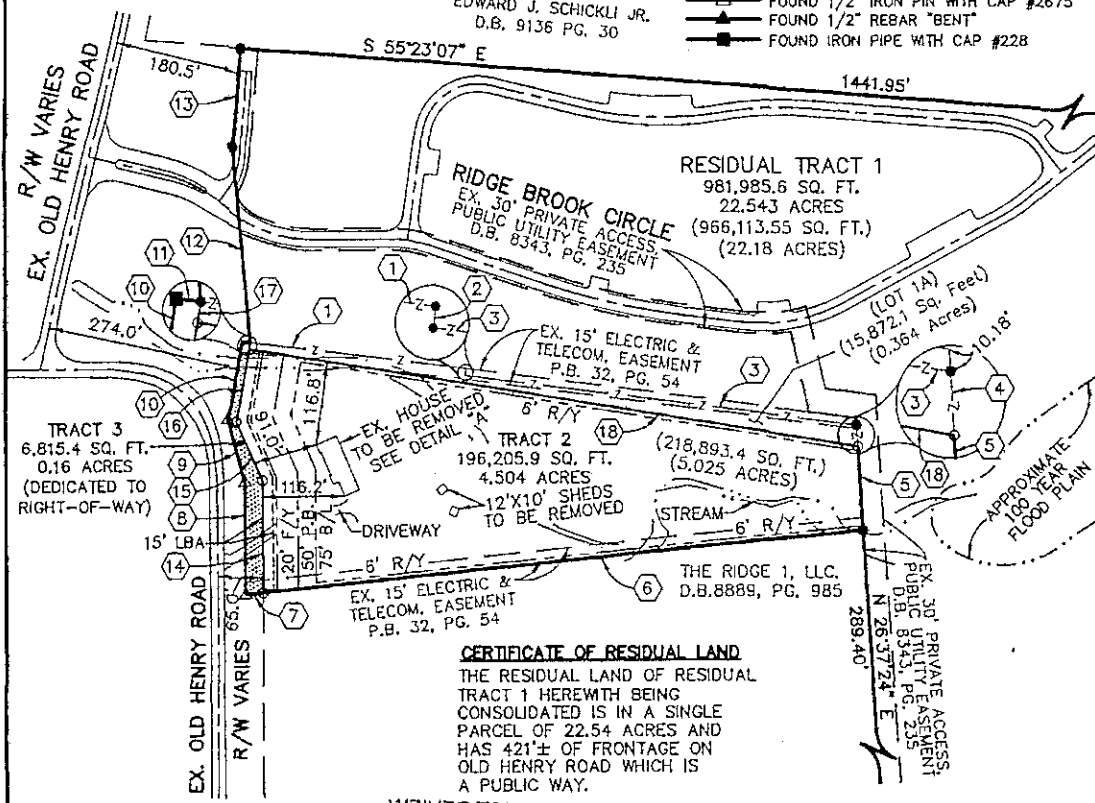 EDWARD J. SCHICKLI JR.
D.B. 9136 PG. 30
FOUND 1/2" IRON PIN WITH CAP #2675
FOUND 1/2" REBAR "BENT"
FOUND IRON PIPE WITH CAP #228
S 55°23'07" E
1441.95'
180.5'
13
R/W VARIES
EX. OLD HENRY ROAD
RIDGE BROOK CIRCLE
EX. 30' PRIVATE ACCESS,
PUBLIC UTILITY EASEMENT
D.B. 8343, PG. 235
RESIDUAL TRACT 1
981,985.6 SQ. FT.
22.543 ACRES
(966,113.55 SQ. FT.)
(22.18 ACRES)
12
11
10
17
274.0'
1
1
2
3
Z
EX. 15' ELECTRIC &
TELECOM. EASEMENT
P.B. 32, PG. 54
(LOT 1A)
(15,872.1 Sq. Feet)
(0.364 Acres)
10.18'
3
3
4
5
18
5
10
16
9
15
8
14
7
TRACT 3
6,815.4 SQ. FT.
0.16 ACRES
(DEDICATED TO
RIGHT-OF-WAY)
15' LBA
116.8'
116.2'
EX. HOUSE
TO BE REMOVED
SEE DETAIL "A"
6' R/Y
18
TRACT 2
196,205.9 SQ. FT.
4.504 ACRES
(218,893.4 SQ. FT.)
(5.025 ACRES)
12'X10' SHEDS
TO BE REMOVED
STREAM
DRIVEWAY
20' F/Y
50' P.B.
75' B/L
6' R/Y
6' R/Y
6
APPROXIMATE
100 YEAR
FLOOD PLAIN
EX. 15' ELECTRIC &
TELECOM. EASEMENT
P.B. 32, PG. 54
THE RIDGE 1, LLC.
D.B.8889, PG. 985
289.40'
N 26°37'24" E
EX. 30' PRIVATE ACCESS,
PUBLIC UTILITY EASEMENT
D.B. 8343, PG. 235
EX. OLD HENRY ROAD
R/W VARIES
CERTIFICATE OF RESIDUAL LAND
THE RESIDUAL LAND OF RESIDUAL
TRACT 1 HEREWITH BEING
CONSOLIDATED IS IN A SINGLE
PARCEL OF 22.54 ACRES AND
HAS 421'± OF FRONTAGE ON
OLD HENRY ROAD WHICH IS
A PUBLIC WAY.